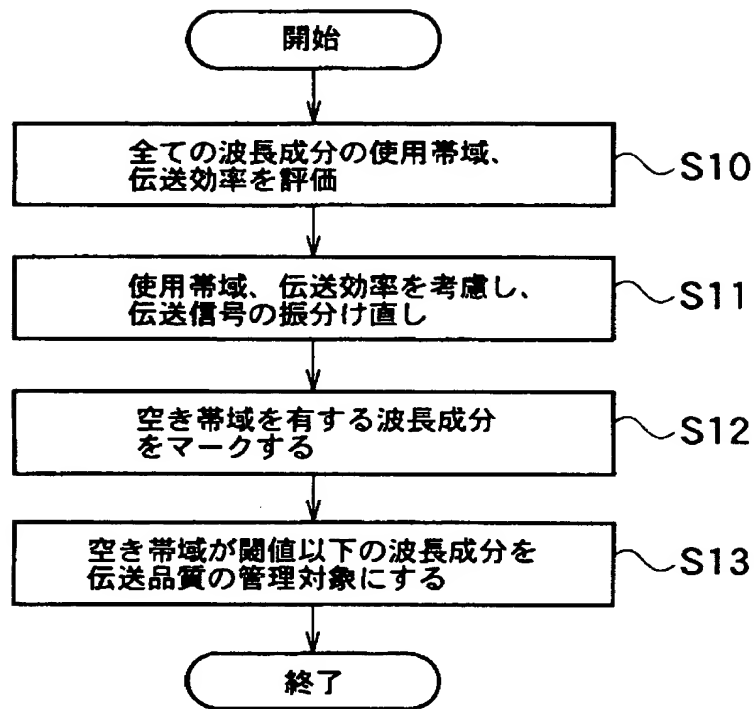 開始
全ての波長成分の使用帯域、
伝送効率を評価
S10
使用帯域、伝送効率を考慮し、
伝送信号の振分け直し
S11
空き帯域を有する波長成分
をマークする
S12
空き帯域が閾値以下の波長成分を
伝送品質の管理対象にする
S13
終了